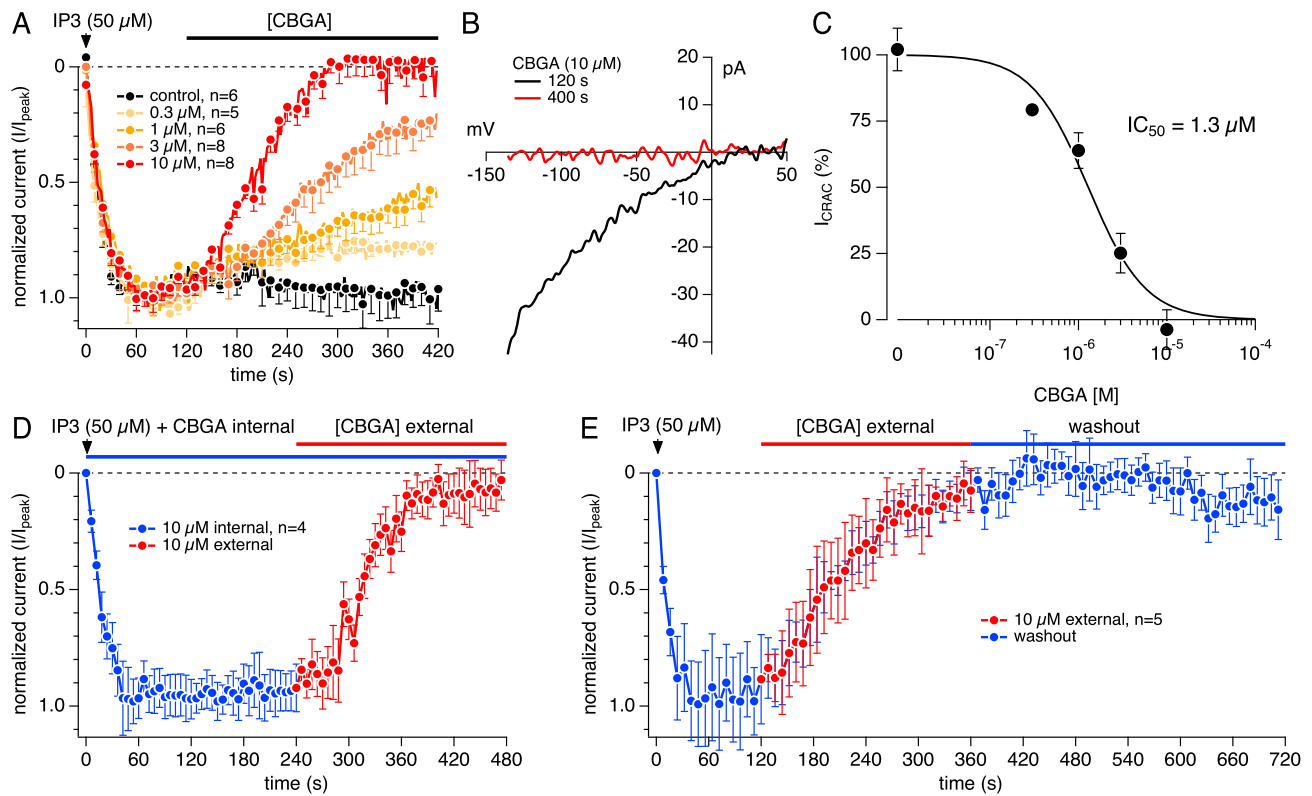 A
IP3 (50 µM)
[CBGA]
0
0.5
1.0
normalized current (I/Ipeak)
control, n=6
0.3 µM, n=5
1 µM, n=6
3 µM, n=8
10 µM, n=8
0 60 120 180 240 300 360 420
time (s)
B
CBGA (10 µM)
120 s
400 s
mV
pA
20
10
-10
-20
-30
-40
-150 -100 -50 50
C
100
75
50
25
0
ICRAC (%)
IC50 = 1.3 µM
0 10-7 10-6 10-5 10-4
CBGA [M]
D
IP3 (50 µM) + CBGA internal
[CBGA] external
0
0.5
1.0
normalized current (I/Ipeak)
10 µM internal, n=4
10 µM external
0 60 120 180 240 300 360 420 480
time (s)
E
IP3 (50 µM)
[CBGA] external
washout
0
0.5
1.0
normalized current (I/Ipeak)
10 µM external, n=5
washout
0 60 120 180 240 300 360 420 480 540 600 660 720
time (s)